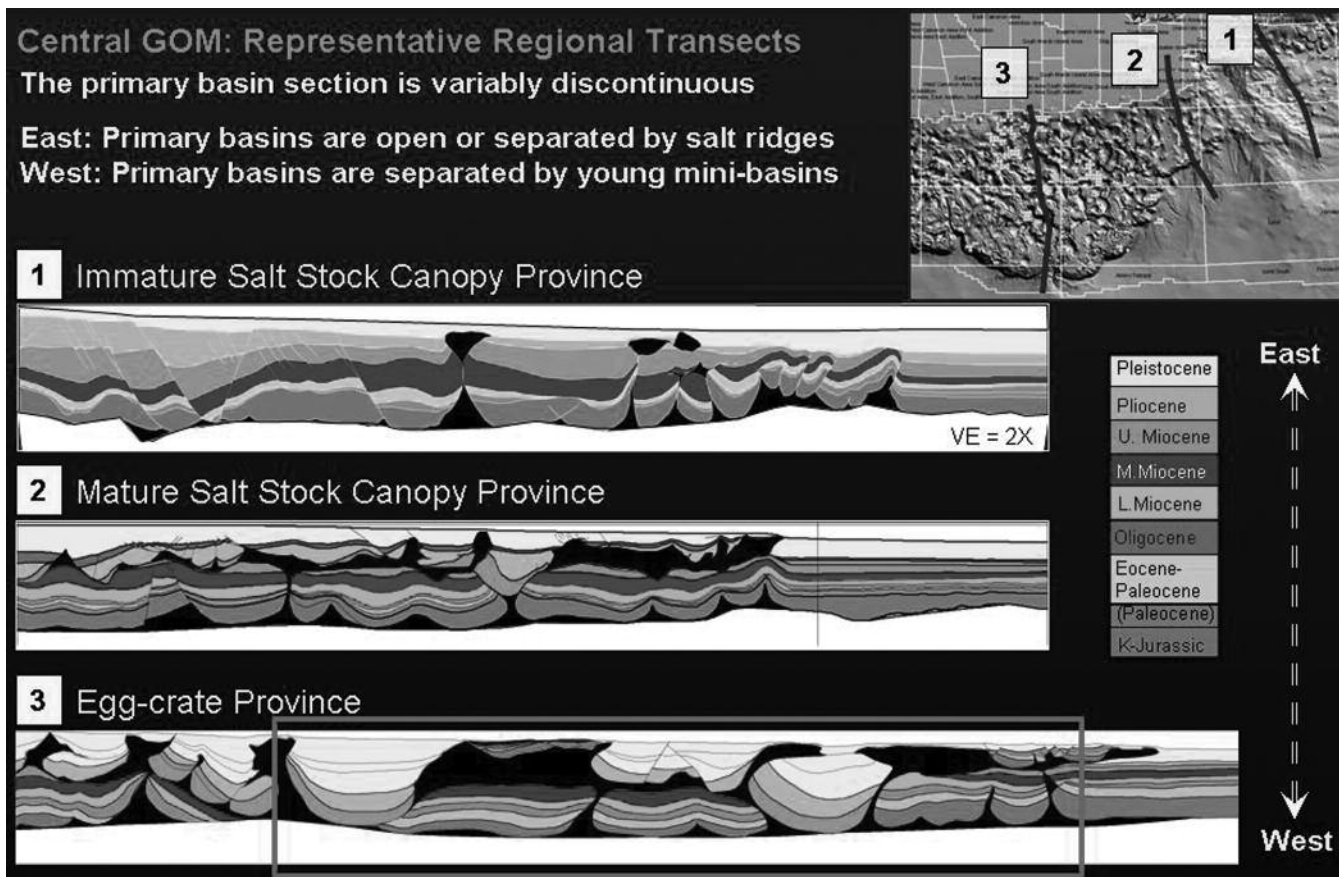 Central GOM: Representative Regional Transects
The primary basin section is variably discontinuous
East: Primary basins are open or separated by salt ridges
West: Primary basins are separated by young mini-basins
1
2
3
1 Immature Salt Stock Canopy Province
VE = 2X
2 Mature Salt Stock Canopy Province
3 Egg-crate Province
East
Pleistocene
Pliocene
U. Miocene
M.Miocene
L.Miocene
Oligocene
Eocene-
Paleocene
(Paleocene)
K-Jurassic
West